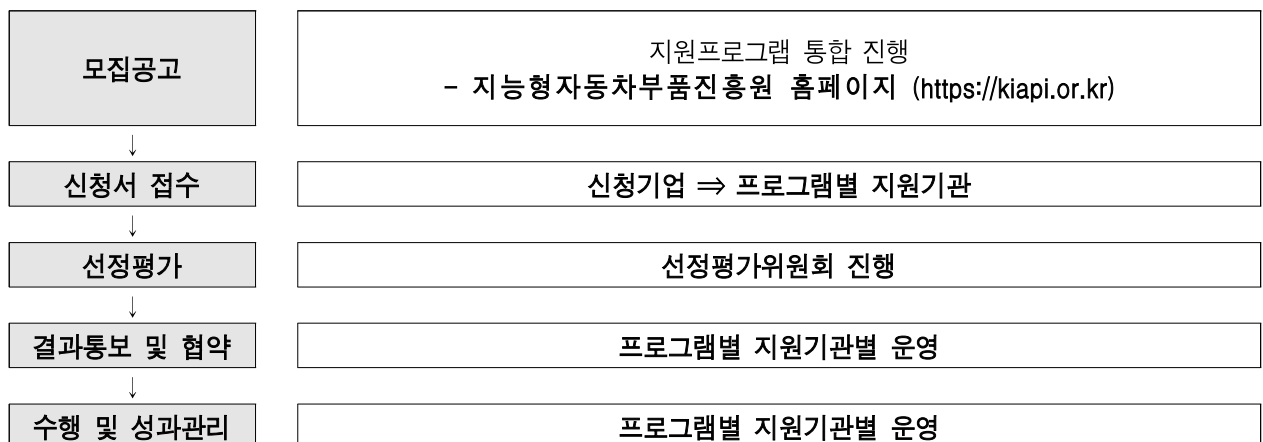 모집공고
지원프로그랩 통합 진행
- 지능형자동차부품진흥원 홈페이지 (https://kiapi.or.kr)
↓
신청서 접수
신청기업 ⇒ 프로그램별 지원기관
↓
선정평가
선정평가위원회 진행
↓
결과통보 및 협약
프로그램별 지원기관별 운영
↓
수행 및 성과관리
프로그램별 지원기관별 운영